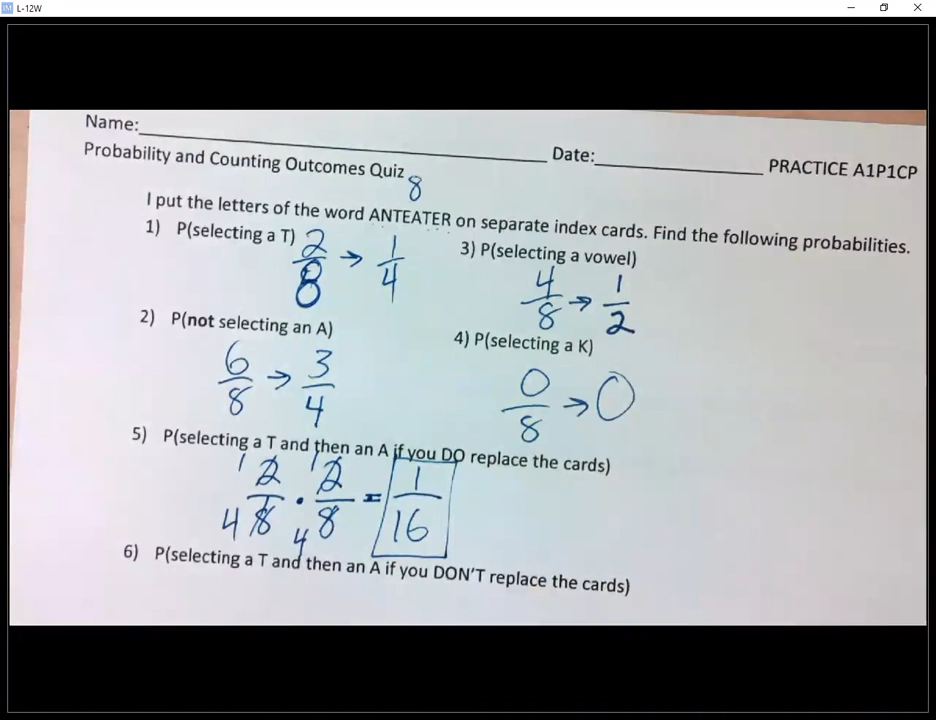 L-12W
Name:
Date:
PRACTICE A1P1CP
Probability and Counting Outcomes Quiz
8
I put the letters of the word ANTEATER on separate index cards. Find the following probabilities.
1) P(selecting a T)
2/8 → 1/4
3) P(selecting a vowel)
4/8 → 1/2
2) P(not selecting an A)
6/8 → 3/4
4) P(selecting a K)
0/8 → 0
5) P(selecting a T and then an A if you DO replace the cards)
1 1
2/8 · 2/8 = 1/16
4 4
6) P(selecting a T and then an A if you DON'T replace the cards)